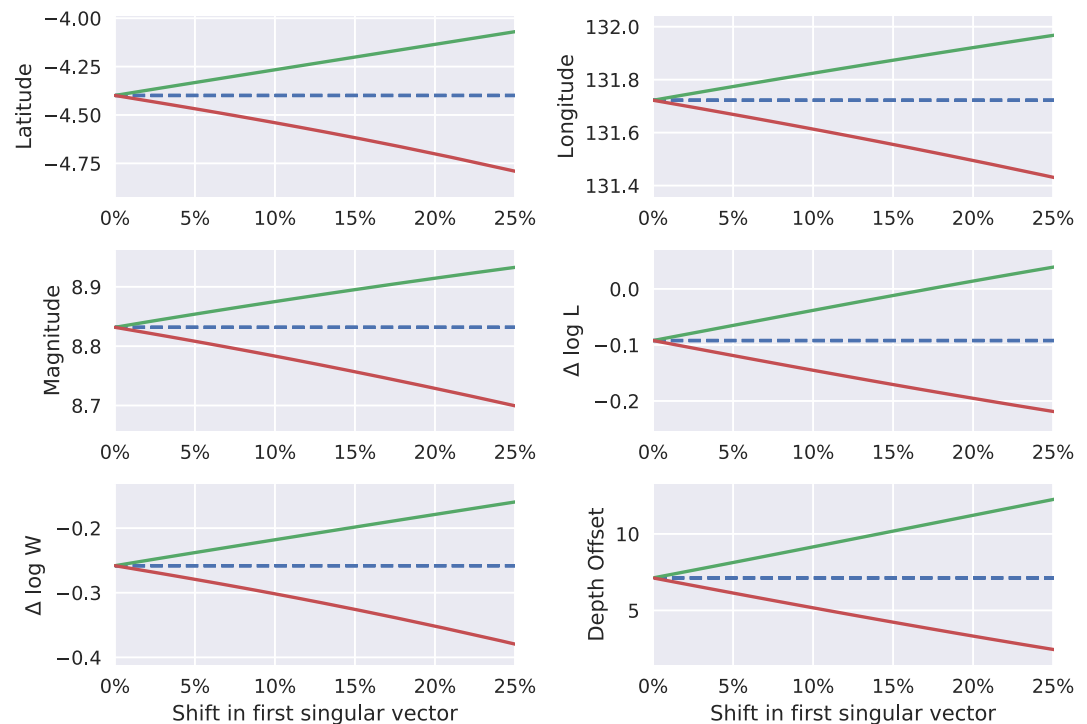 Latitude
−4.00
−4.25
−4.50
−4.75
0% 5% 10% 15% 20% 25%
Longitude
132.0
131.8
131.6
131.4
0% 5% 10% 15% 20% 25%
Magnitude
8.9
8.8
8.7
0% 5% 10% 15% 20% 25%
Δ log L
0.0
−0.1
−0.2
0% 5% 10% 15% 20% 25%
Δ log W
−0.2
−0.3
−0.4
0% 5% 10% 15% 20% 25%
Shift in first singular vector
Depth Offset
10
5
0% 5% 10% 15% 20% 25%
Shift in first singular vector